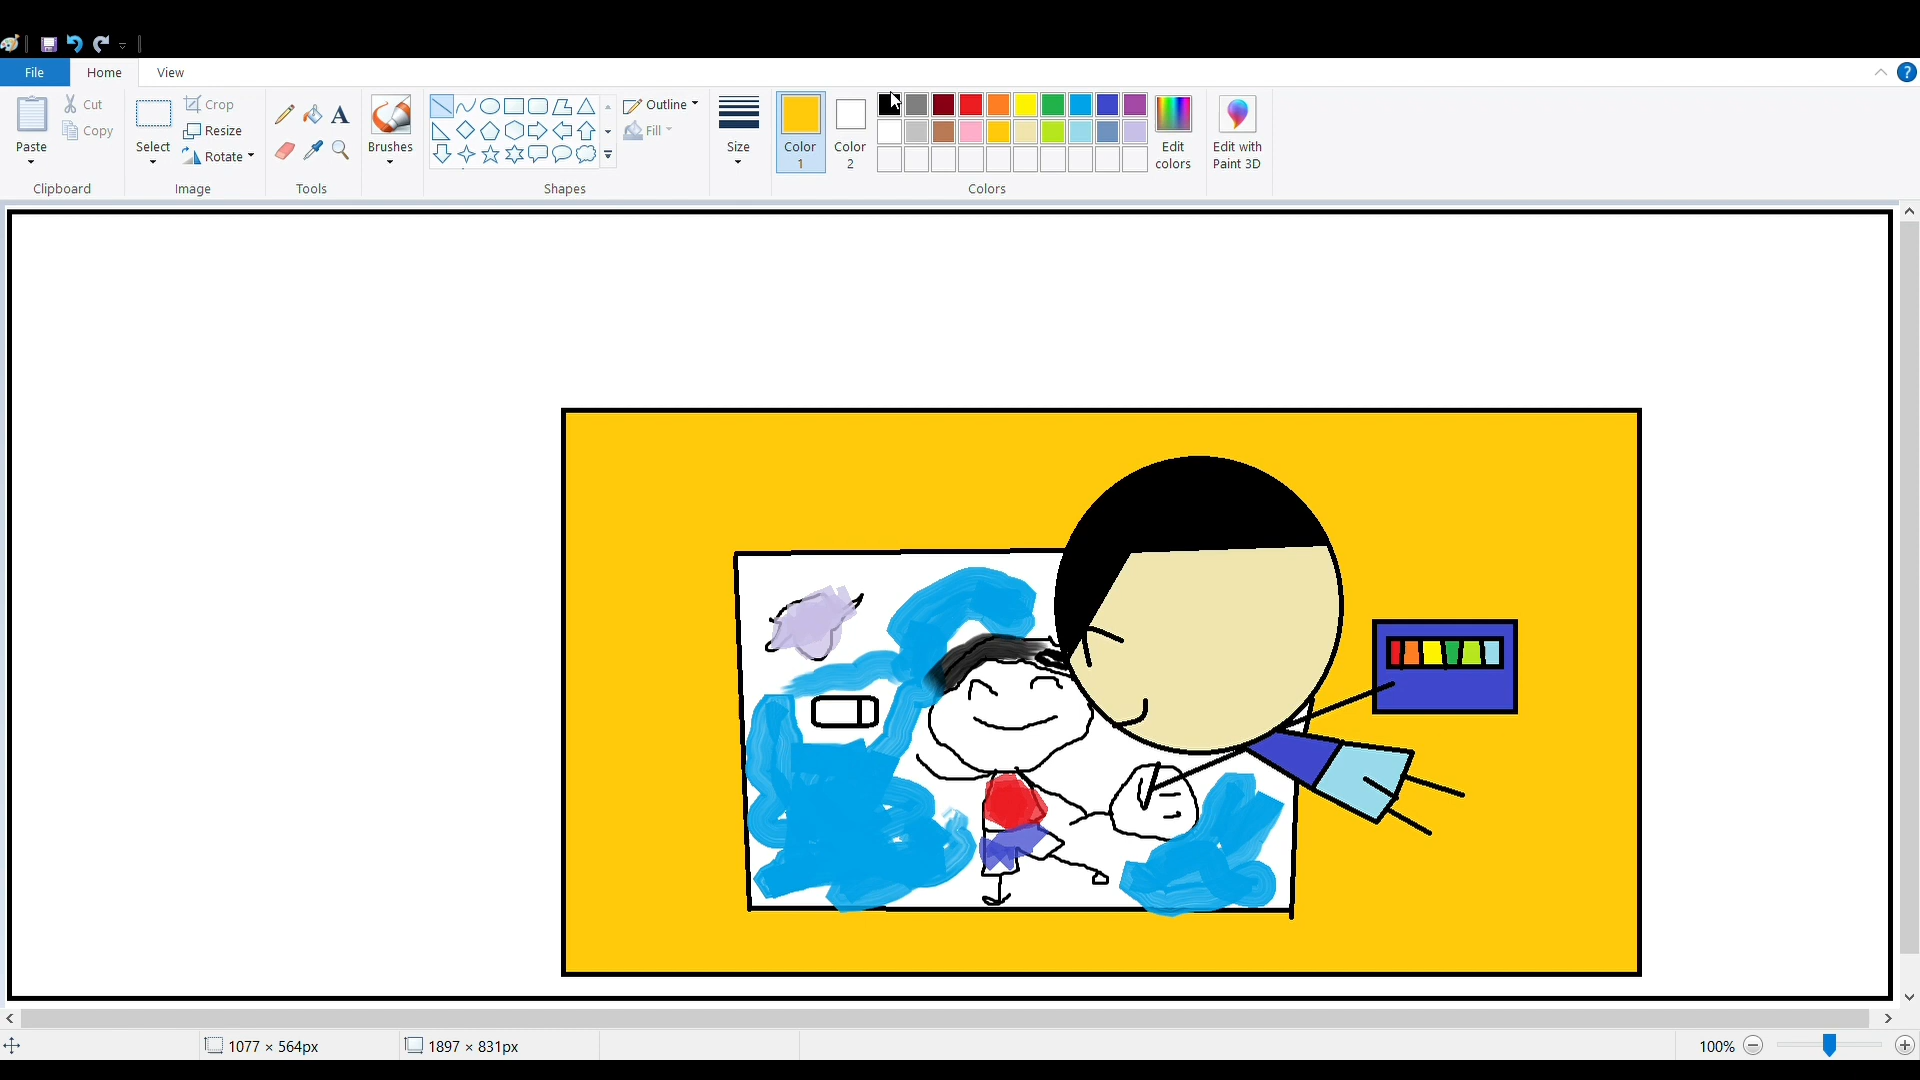 File Home View
Paste
Cut
Copy
Clipboard
Select
Crop
Resize
Rotate
Image
A
Tools
Brushes
Outline
Fill
Shapes
Size
Color
1
Color
2
Edit
colors
Colors
Edit with
Paint 3D
?
1077 × 564px
1897 × 831px
100%